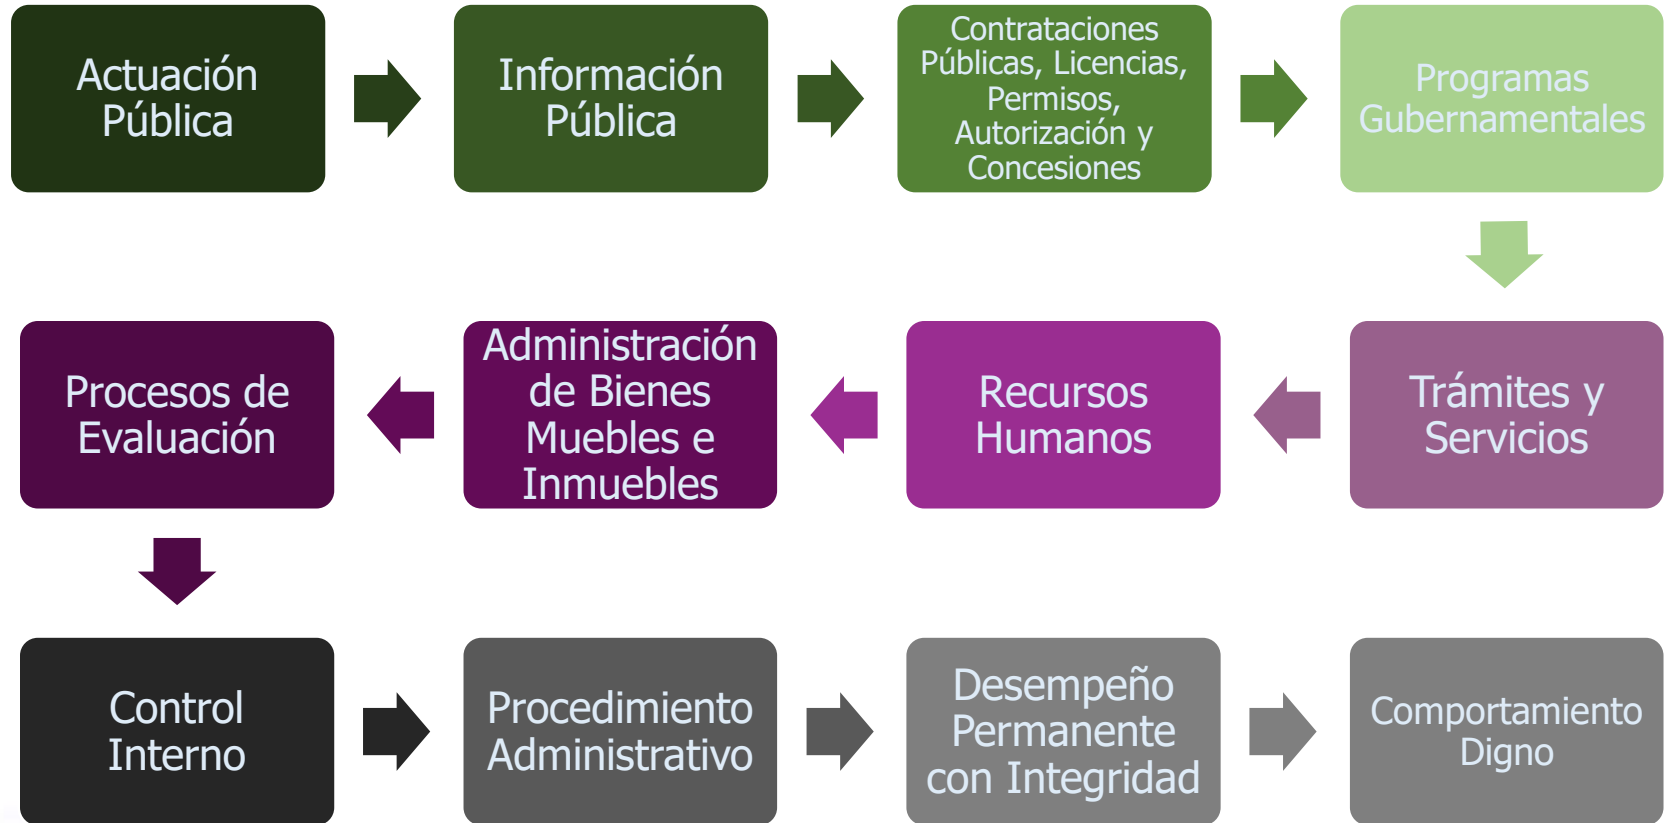 Actuación
Pública
Información
Pública
Contrataciones
Públicas, Licencias,
Permisos,
Autorización y
Concesiones
Programas
Gubernamentales
Trámites y
Servicios
Recursos
Humanos
Administración
de Bienes
Muebles e
Inmuebles
Procesos de
Evaluación
Control
Interno
Procedimiento
Administrativo
Desempeño
Permanente
con Integridad
Comportamiento
Digno